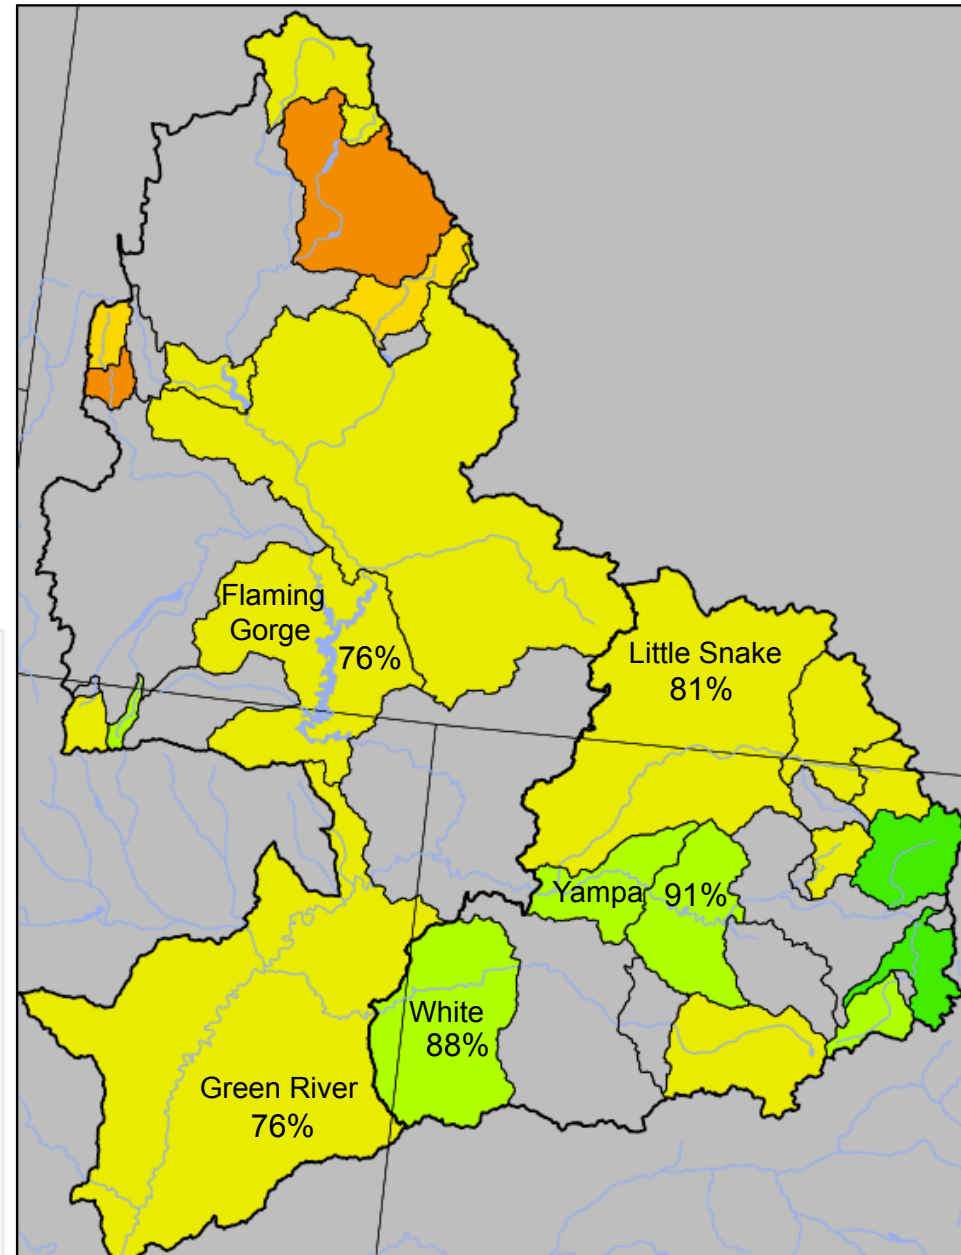 Flaming
Gorge
76%
Little Snake
81%
Yampa 91%
White
88%
Green River
76%